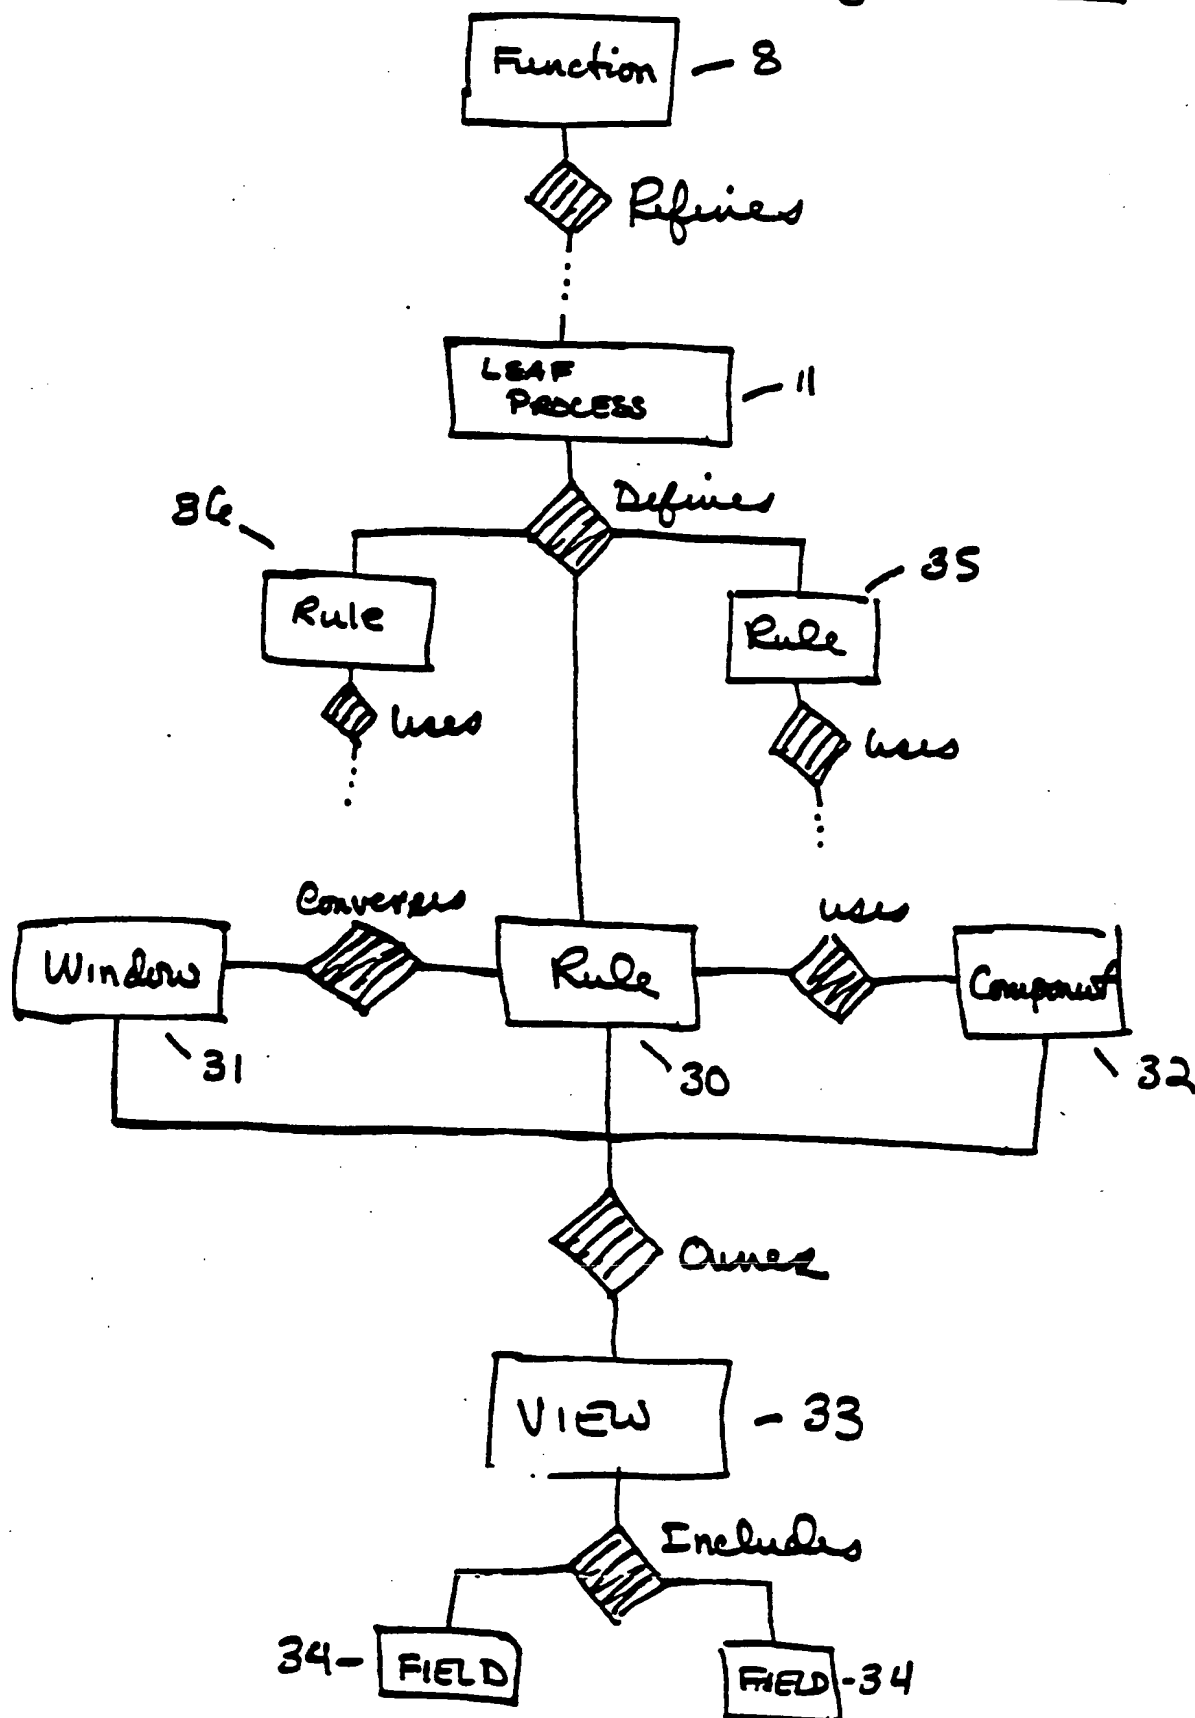 Function
8
Refines
LEAF
PROCESS
11
Defines
36
Rule
35
Rule
uses
uses
Converses
uses
Window
Rule
Component
31
30
32
Owns
VIEW
33
Includes
34
FIELD
FIELD
34